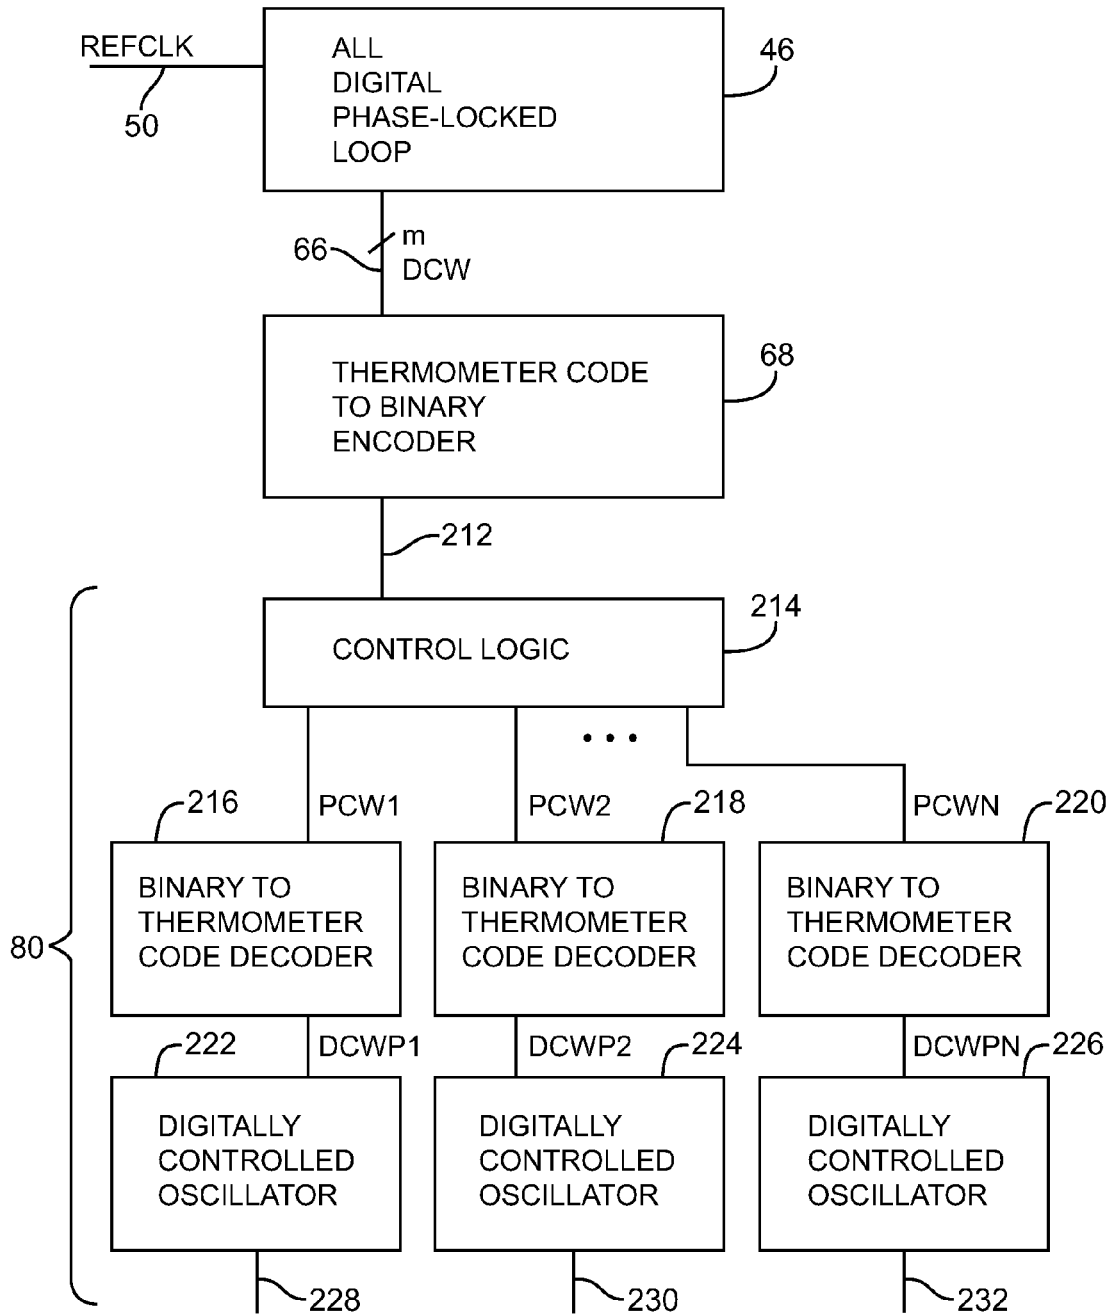 REFCLK
50
ALL
DIGITAL
PHASE-LOCKED
LOOP
46
66
m
DCW
THERMOMETER CODE
TO BINARY
ENCODER
68
212
CONTROL LOGIC
214
...
80
216
PCW1
PCW2
218
PCWN
220
BINARY TO
THERMOMETER
CODE DECODER
BINARY TO
THERMOMETER
CODE DECODER
BINARY TO
THERMOMETER
CODE DECODER
222
DCWP1
DCWP2
224
DCWPN
226
DIGITALLY
CONTROLLED
OSCILLATOR
DIGITALLY
CONTROLLED
OSCILLATOR
DIGITALLY
CONTROLLED
OSCILLATOR
228
230
232